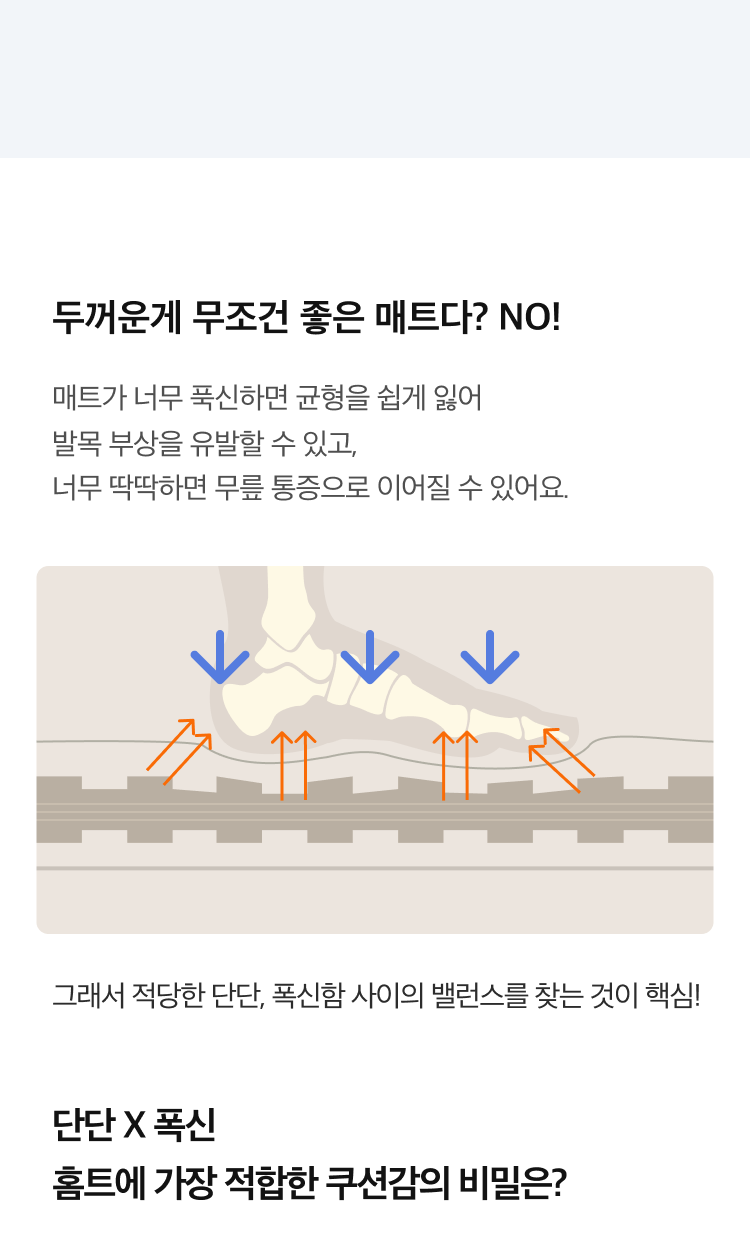 두꺼운게 무조건 좋은 매트다? NO!
매트가 너무 푹신하면 균형을 쉽게 잃어
발목 부상을 유발할 수 있고,
너무 딱딱하면 무릎 통증으로 이어질 수 있어요.
그래서 적당한 단단, 폭신함 사이의 밸런스를 찾는 것이 핵심!
단단 X 폭신
홈트에 가장 적합한 쿠션감의 비밀은?